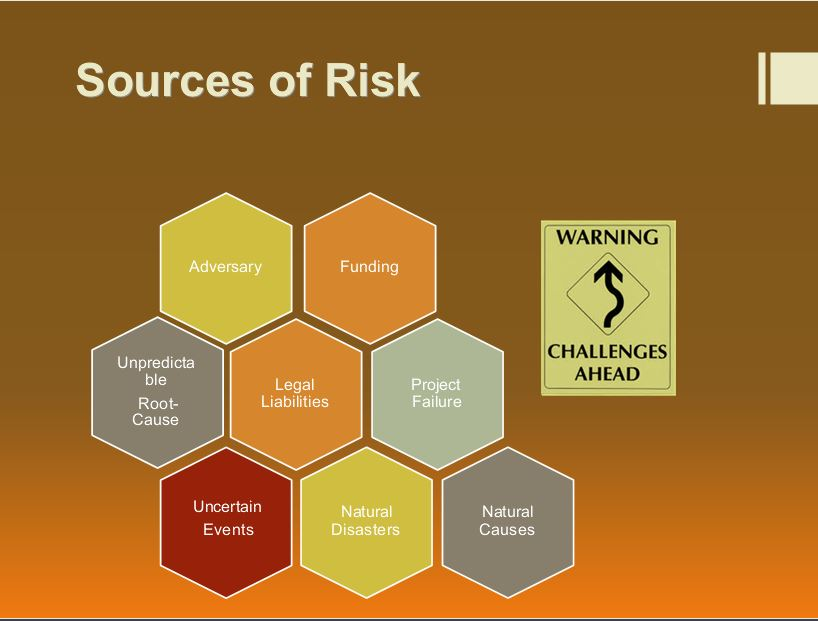 Sources of Risk
Adversary
Funding
WARNING
CHALLENGES
AHEAD
Unpredicta
ble
Root-
Cause
Legal
Liabilities
Project
Failure
Uncertain
Events
Natural
Disasters
Natural
Causes